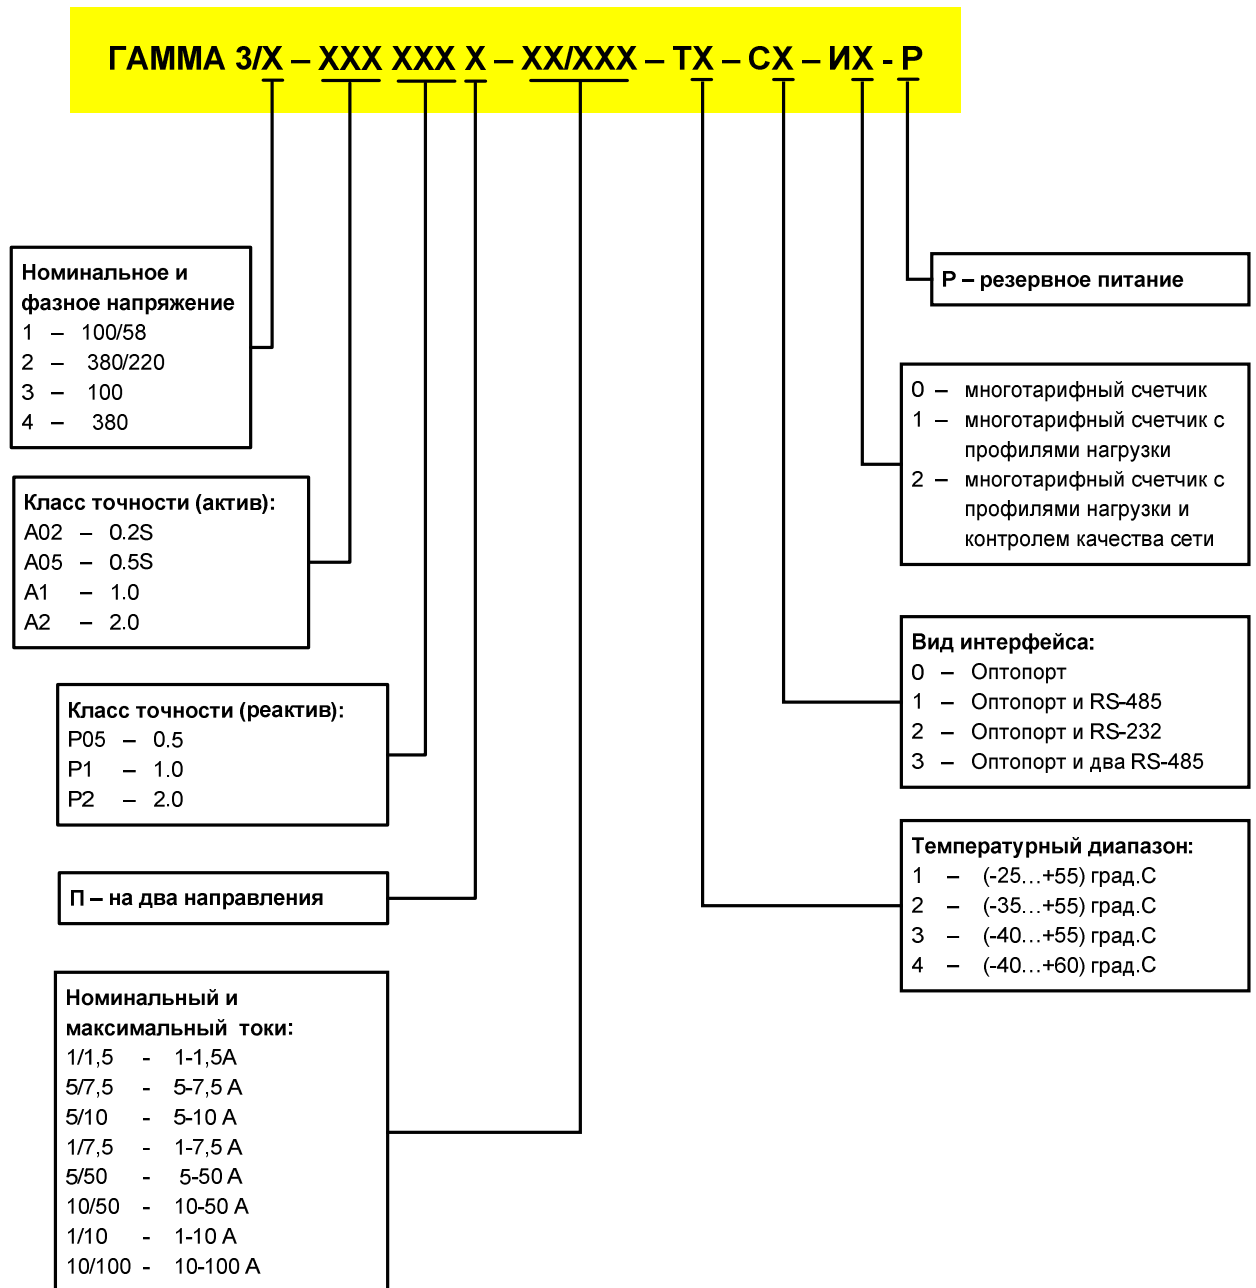 ГАММА 3/Х – ХХХ ХХХ Х – ХХ/ХХХ – ТХ – СХ – ИХ - Р
Номинальное и
фазное напряжение
1 – 100/58
2 – 380/220
3 – 100
4 – 380
Класс точности (актив):
А02 – 0.2S
А05 – 0.5S
А1 – 1.0
А2 – 2.0
Класс точности (реактив):
Р05 – 0.5
Р1 – 1.0
Р2 – 2.0
П – на два направления
Номинальный и
максимальный токи:
1/1,5 - 1-1,5А
5/7,5 - 5-7,5 А
5/10 - 5-10 А
1/7,5 - 1-7,5 А
5/50 - 5-50 А
10/50 - 10-50 А
1/10 - 1-10 А
10/100 - 10-100 А
Р – резервное питание
0 – многотарифный счетчик
1 – многотарифный счетчик с
профилями нагрузки
2 – многотарифный счетчик с
профилями нагрузки и
контролем качества сети
Вид интерфейса:
0 – Оптопорт
1 – Оптопорт и RS-485
2 – Оптопорт и RS-232
3 – Оптопорт и два RS-485
Температурный диапазон:
1 – (-25...+55) град.С
2 – (-35...+55) град.С
3 – (-40...+55) град.С
4 – (-40...+60) град.С